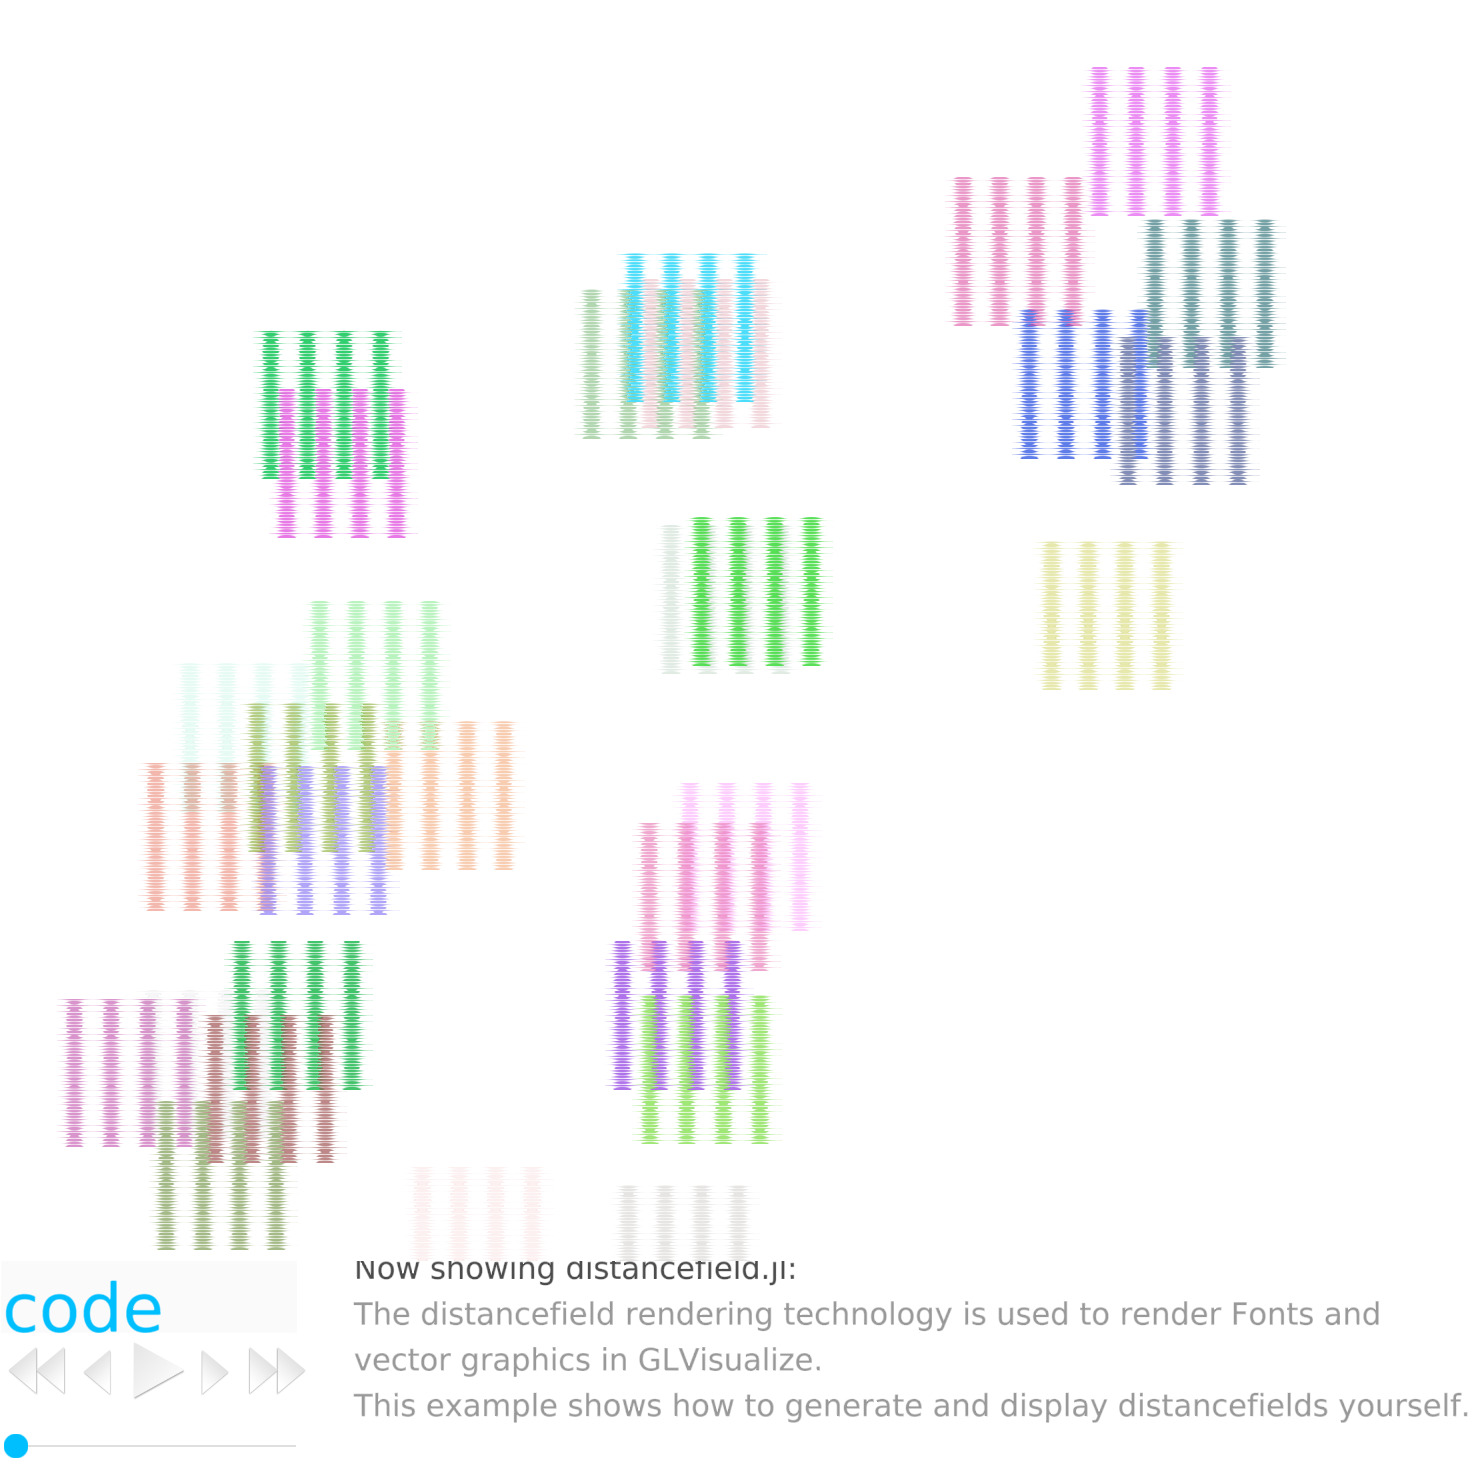 Now showing distancefield.jl:
code
The distancefield rendering technology is used to render Fonts and
vector graphics in GLVisualize.
This example shows how to generate and display distancefields yourself.